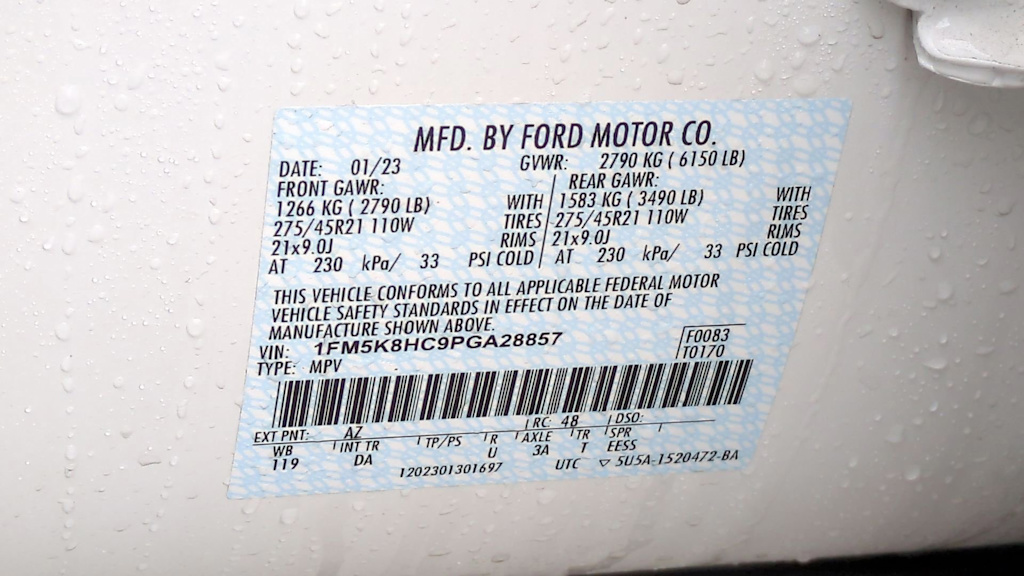 MFD. BY FORD MOTOR CO.
DATE: 01/23 GVWR: 2790 KG ( 6150 LB)
FRONT GAWR: REAR GAWR:
1266 KG ( 2790 LB) WITH 1583 KG ( 3490 LB) WITH
275/45R21 110W TIRES 275/45R21 110W TIRES
21x9.0J RIMS 21x9.0J RIMS
AT 230 kPa/ 33 PSI COLD AT 230 kPa/ 33 PSI COLD
THIS VEHICLE CONFORMS TO ALL APPLICABLE FEDERAL MOTOR
VEHICLE SAFETY STANDARDS IN EFFECT ON THE DATE OF
MANUFACTURE SHOWN ABOVE.
VIN: 1FM5K8HC9PGA28857 F0083
TYPE: MPV T0170
EXT PNT: AZ RC: 48 DSO:
WB INT TR TP/PS R AXLE TR SPR
119 DA U 3A T EESS
1202301301697 UTC ▽ 5U5A-1520472-BA